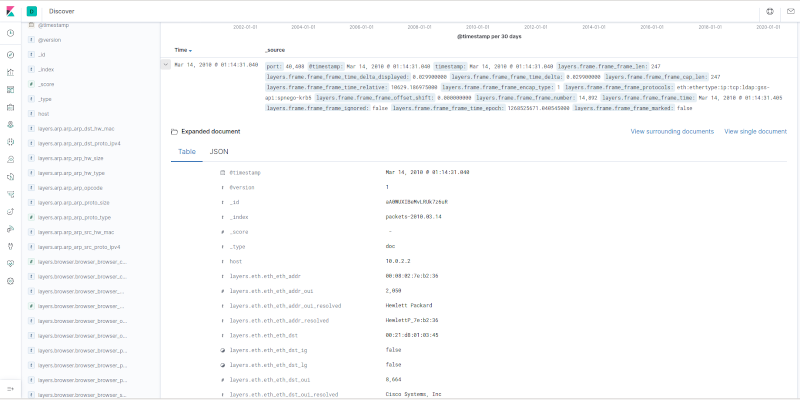 Discover
2002-01-01 2004-01-01 2006-01-01 2008-01-01 2010-01-01 2012-01-01 2014-01-01 2016-01-01 2018-01-01 2020-01-01
@timestamp per 30 days
@timestamp
@version
_id
_index
_score
_type
host
layers.arp.arp_arp_dst_hw_mac
layers.arp.arp_arp_dst_proto_ipv4
layers.arp.arp_arp_hw_size
layers.arp.arp_arp_hw_type
layers.arp.arp_arp_opcode
layers.arp.arp_arp_proto_size
layers.arp.arp_arp_proto_type
layers.arp.arp_arp_src_hw_mac
layers.arp.arp_arp_src_proto_ipv4
layers.browser.browser_browser_c...
layers.browser.browser_browser_c...
layers.browser.browser_browser_...
layers.browser.browser_browser_...
layers.browser.browser_browser_o...
layers.browser.browser_browser_o...
layers.browser.browser_browser_p...
layers.browser.browser_browser_p...
layers.browser.browser_browser_p...
layers.browser.browser_browser_s...
Time _source
Mar 14, 2010 @ 01:14:31.040
port: 40,408 @timestamp: Mar 14, 2010 @ 01:14:31.040 timestamp: Mar 14, 2010 @ 01:14:31.040 layers.frame.frame_frame_len: 247
layers.frame.frame_frame_time_delta_displayed: 0.029900000 layers.frame.frame_frame_time_delta: 0.029900000 layers.frame.frame_frame_cap_len: 247
layers.frame.frame_frame_time_relative: 10629.186975000 layers.frame.frame_frame_encap_type: 1 layers.frame.frame_frame_protocols: eth:ethertype:ip:tcp:ldap:gss-
api:spnego-krb5 layers.frame.frame_frame_offset_shift: 0.000000000 layers.frame.frame_frame_number: 14,892 layers.frame.frame_frame_time: Mar 14, 2010 @ 01:14:31.405
layers.frame.frame_frame_ignored: false layers.frame.frame_frame_time_epoch: 1268525671.040545000 layers.frame.frame_frame_marked: false
Expanded document
View surrounding documents View single document
Table JSON
@timestamp Mar 14, 2010 @ 01:14:31.040
@version 1
_id
_index packets-2010.03.14
_score -
_type doc
host 10.0.2.2
layers.eth.eth_eth_addr 00:08:02:7e:b2:36
layers.eth.eth_eth_addr_oui 2,050
layers.eth.eth_eth_addr_oui_resolved Hewlett Packard
layers.eth.eth_eth_addr_resolved HewlettP_7e:b2:36
layers.eth.eth_eth_dst 00:21:d8:01:03:45
layers.eth.eth_eth_dst_ig false
layers.eth.eth_eth_dst_lg false
layers.eth.eth_eth_dst_oui 8,664
layers.eth.eth_eth_dst_oui_resolved Cisco Systems, Inc